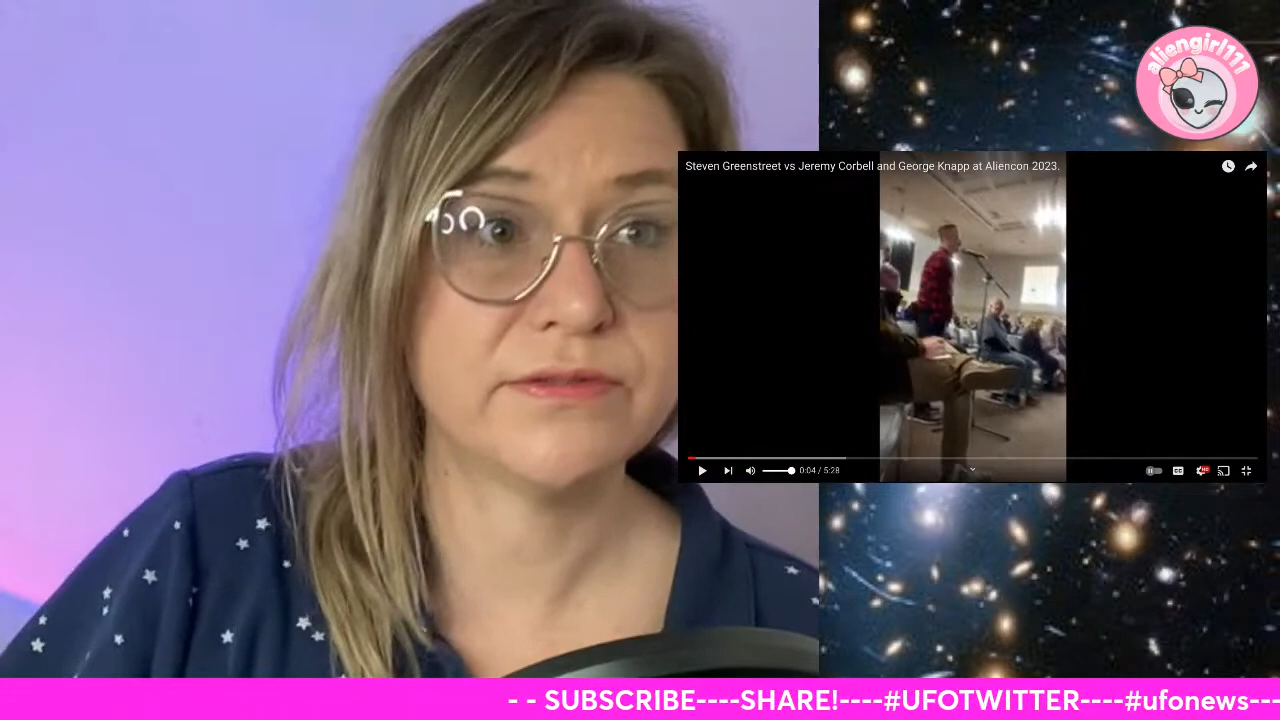 aliengirl111
Steven Greenstreet vs Jeremy Corbell and George Knapp at Aliencon 2023.
0:04 / 5:28
- - SUBSCRIBE----SHARE!----#UFOTWITTER----#ufonews---